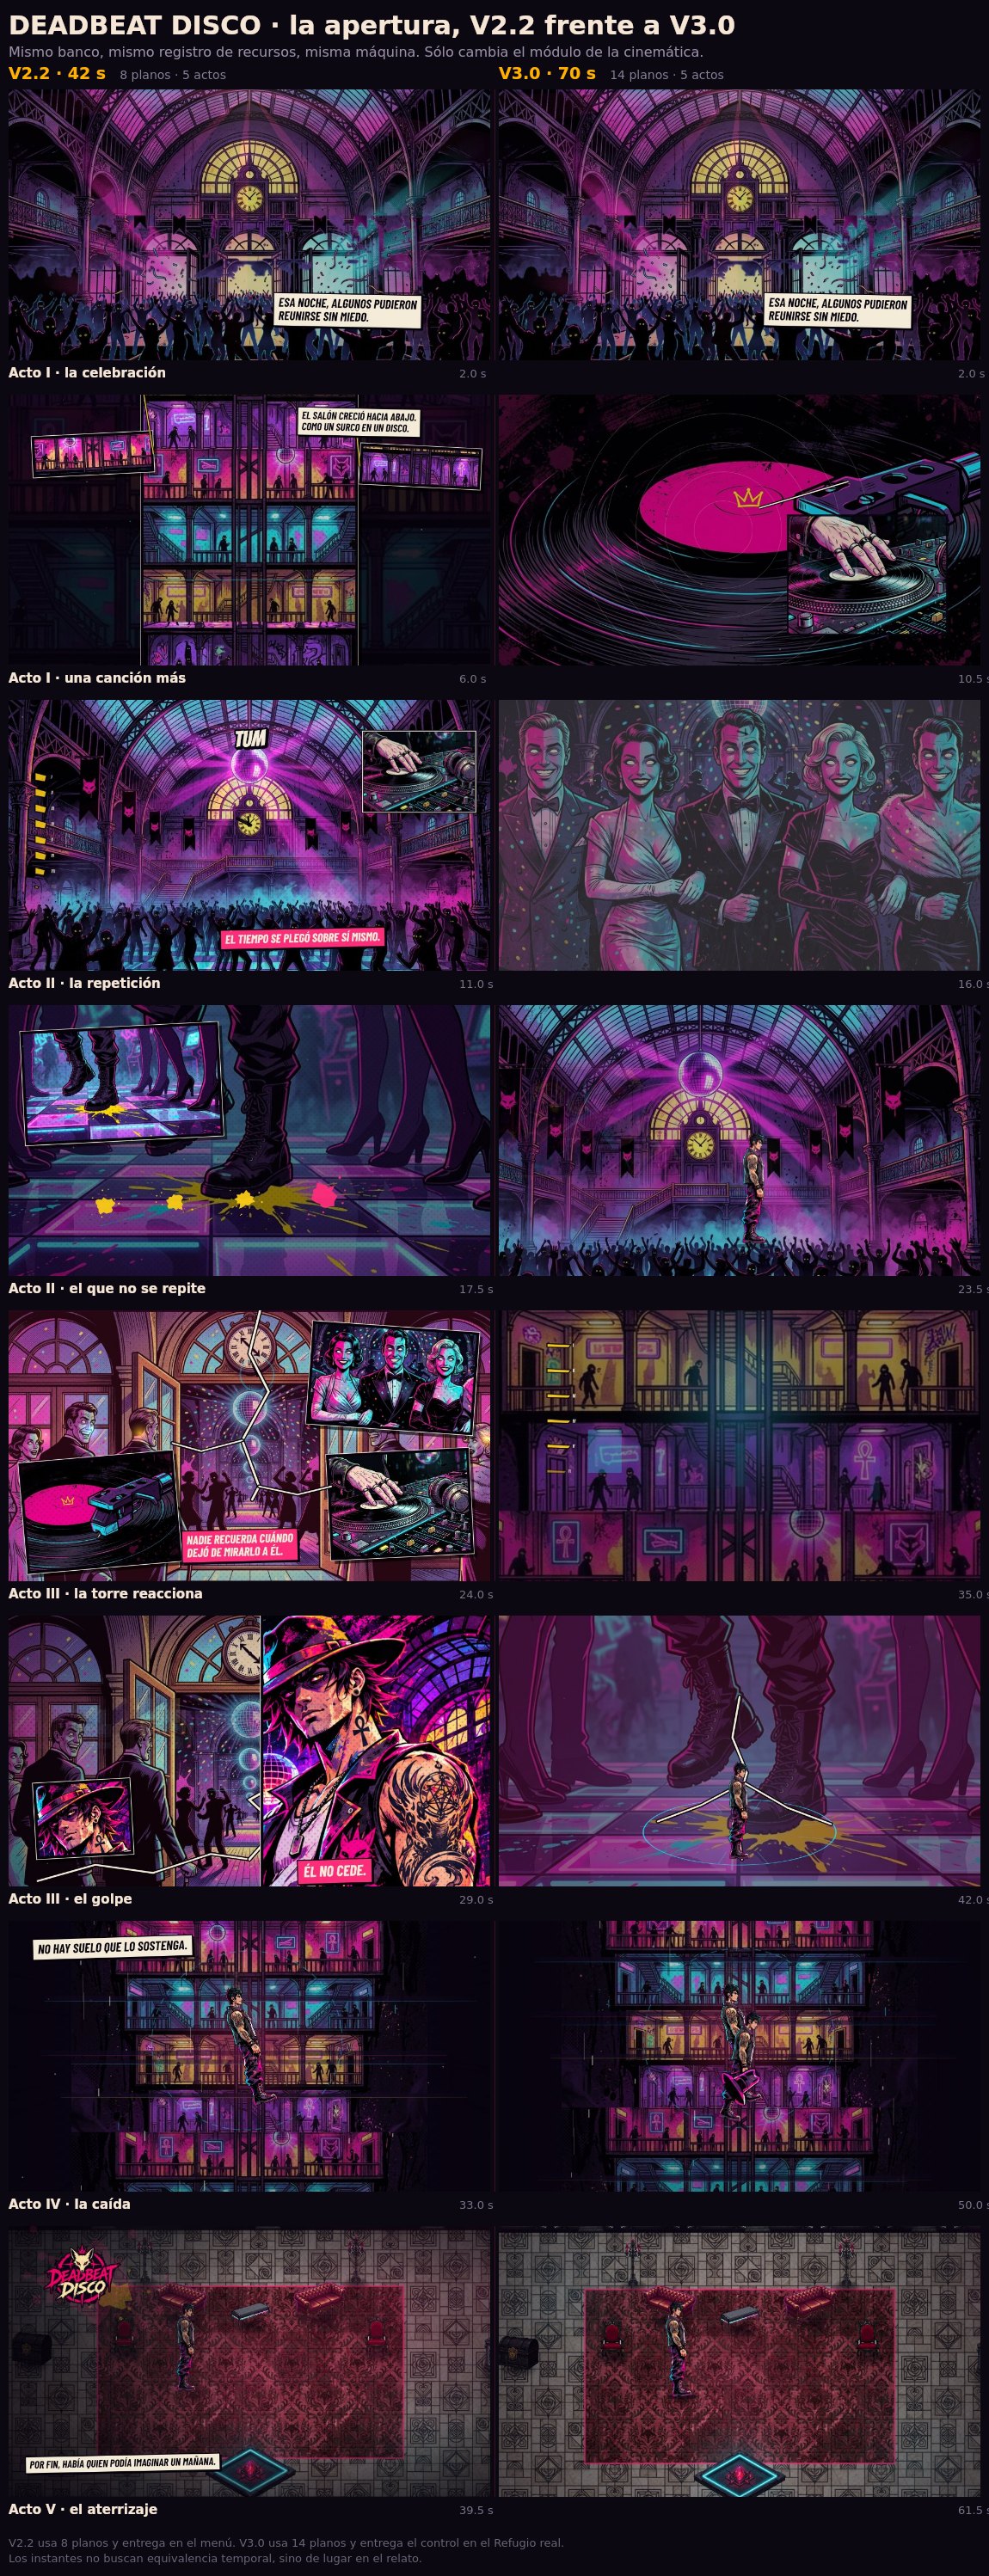 DEADBEAT DISCO · la apertura, V2.2 frente a V3.0
Mismo banco, mismo registro de recursos, misma máquina. Sólo cambia el módulo de la cinemática.
V2.2 · 42 s 8 planos · 5 actos
V3.0 · 70 s 14 planos · 5 actos
ESA NOCHE, ALGUNOS PUDIERON
REUNIRSE SIN MIEDO.
ESA NOCHE, ALGUNOS PUDIERON
REUNIRSE SIN MIEDO.
Acto I · la celebración
2.0 s
2.0 s
EL SALÓN CRECIÓ HACIA ABAJO.
COMO UN SURCO EN UN DISCO.
Acto I · una canción más
6.0 s
10.5 s
TUM
EL TIEMPO SE PLEGÓ SOBRE SÍ MISMO.
Acto II · la repetición
11.0 s
16.0 s
Acto II · el que no se repite
17.5 s
23.5 s
NADIE RECUERDA CUÁNDO
DEJÓ DE MIRARLO A ÉL.
Acto III · la torre reacciona
24.0 s
35.0 s
ÉL NO CEDE.
Acto III · el golpe
29.0 s
42.0 s
NO HAY SUELO QUE LO SOSTENGA.
Acto IV · la caída
33.0 s
50.0 s
DEADBEAT
DISCO
POR FIN, HABÍA QUIEN PODÍA IMAGINAR UN MAÑANA.
Acto V · el aterrizaje
39.5 s
61.5 s
V2.2 usa 8 planos y entrega en el menú. V3.0 usa 14 planos y entrega el control en el Refugio real.
Los instantes no buscan equivalencia temporal, sino de lugar en el relato.